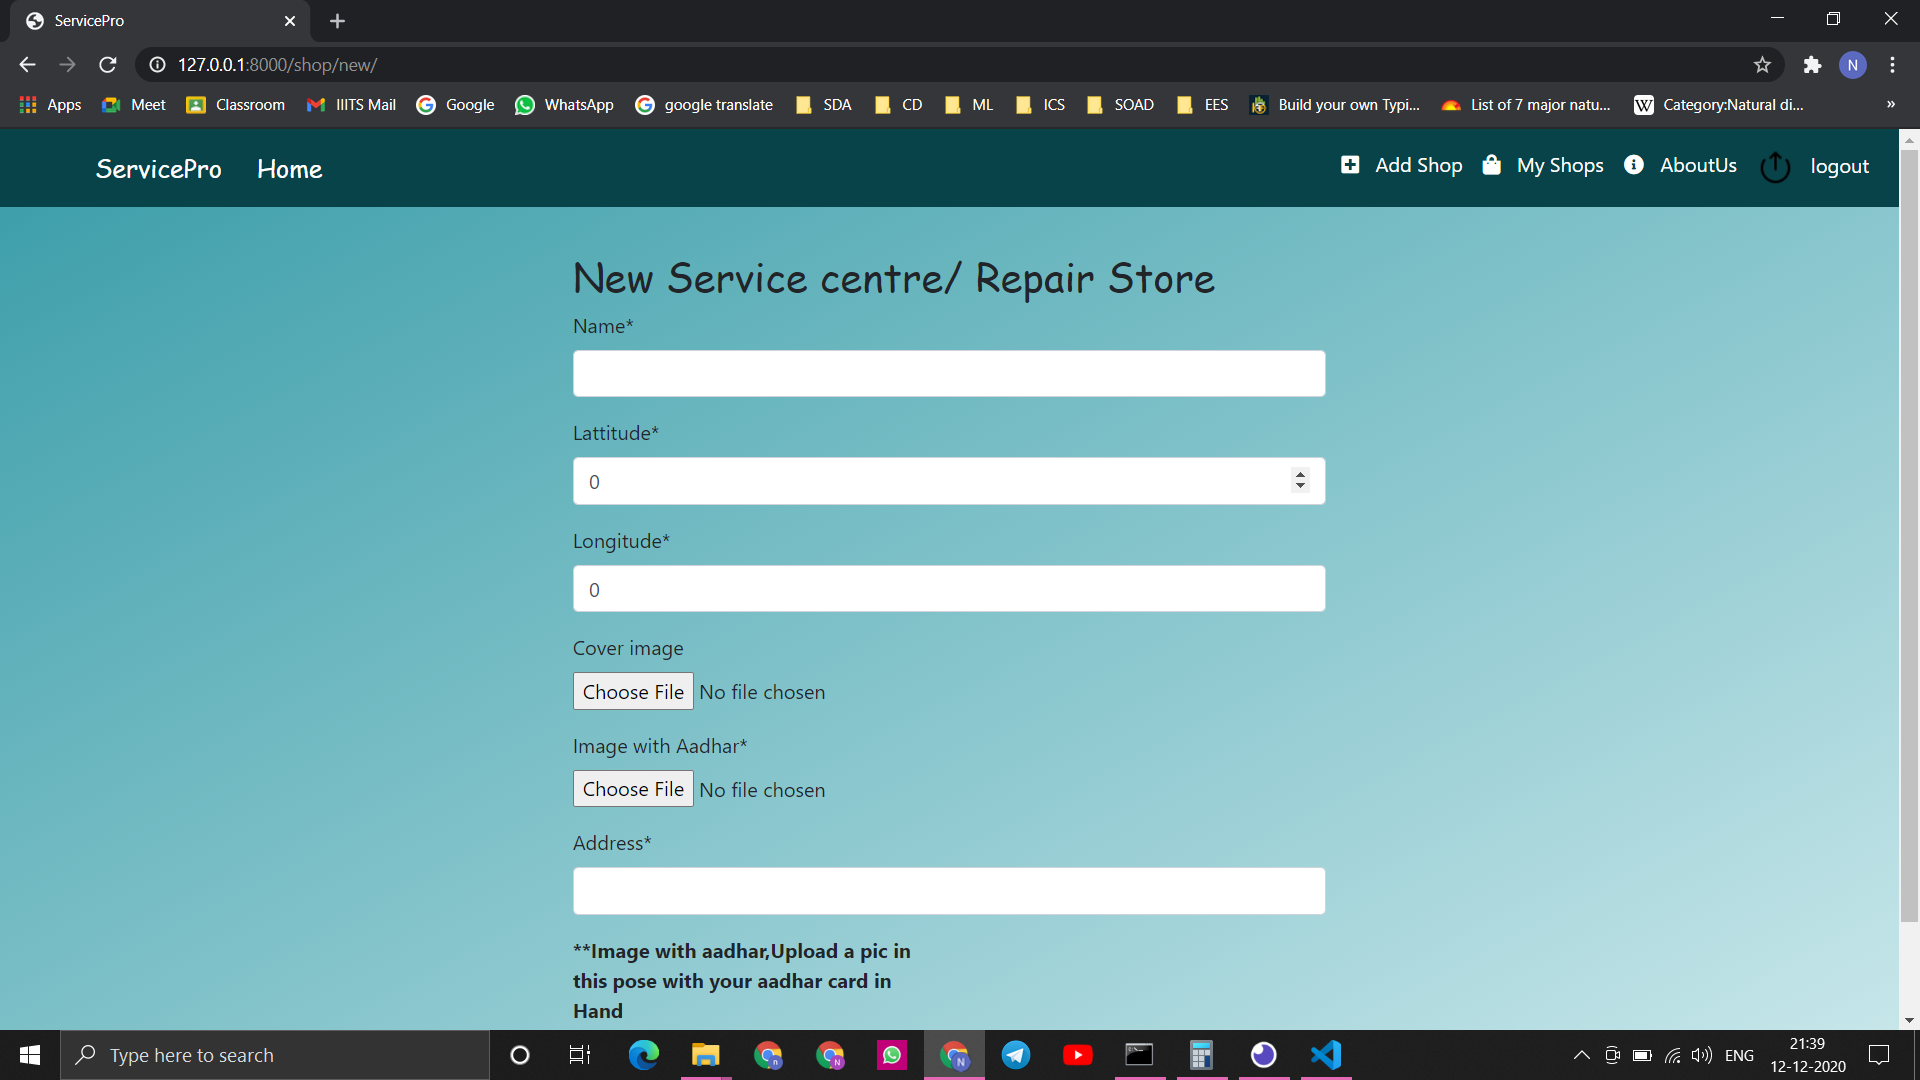 ServicePro
127.0.0.1:8000/shop/new/
N
Apps Meet Classroom IIITS Mail Google WhatsApp google translate SDA CD ML ICS SOAD EES Build your own Typi... List of 7 major natu... W Category:Natural di... »
ServicePro Home Add Shop My Shops AboutUs logout
New Service centre/ Repair Store
Name*
Lattitude*
0
Longitude*
0
Cover image
Choose File No file chosen
Image with Aadhar*
Choose File No file chosen
Address*
**Image with aadhar,Upload a pic in
this pose with your aadhar card in
Hand
Type here to search
n N N
ENG
21:39
12-12-2020